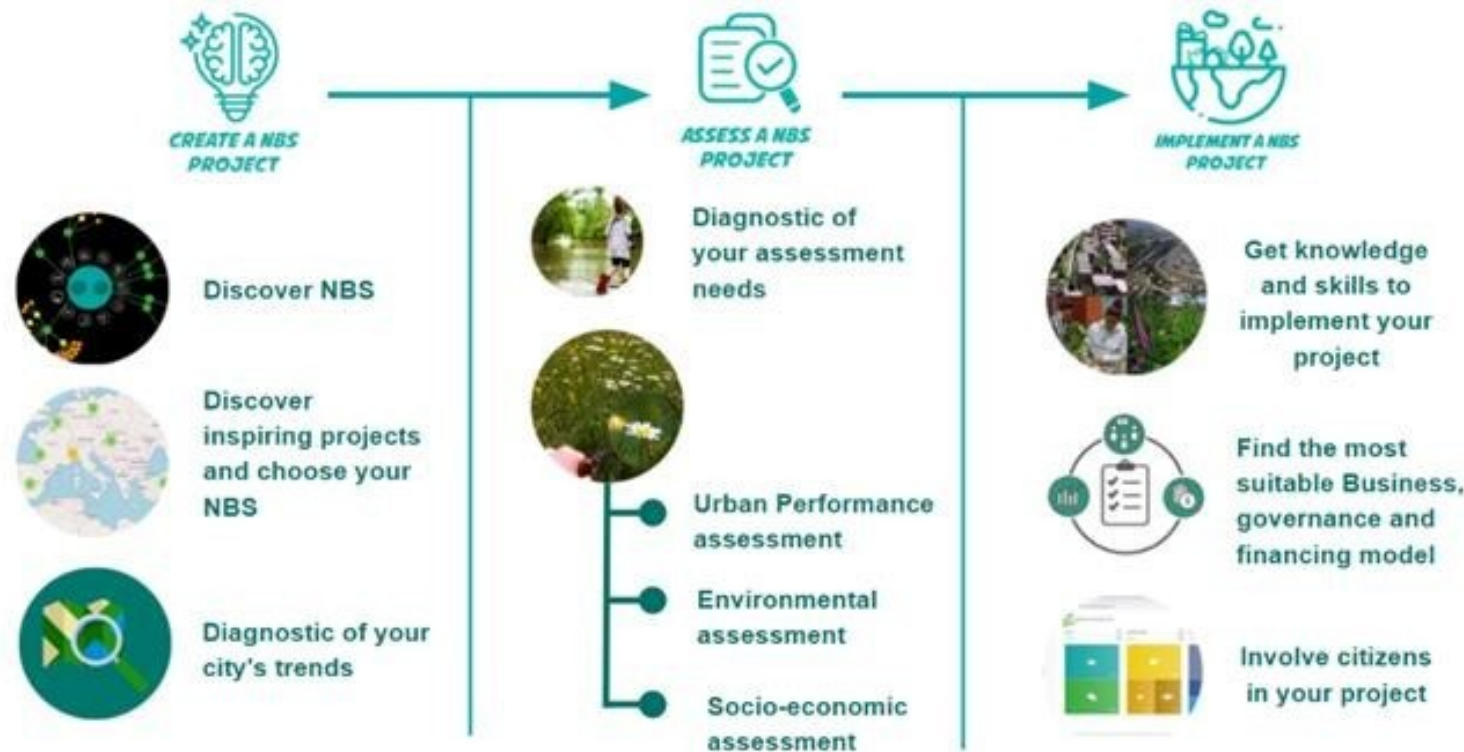 CREATE A NBS
PROJECT
Discover NBS
Discover
inspiring projects
and choose your
NBS
Diagnostic of your
city's trends
ASSESS A NBS
PROJECT
Diagnostic of
your assessment
needs
Urban Performance
assessment
Environmental
assessment
Socio-economic
assessment
IMPLEMENT A NBS
PROJECT
Get knowledge
and skills to
implement your
project
Find the most
suitable Business,
governance and
financing model
Involve citizens
in your project